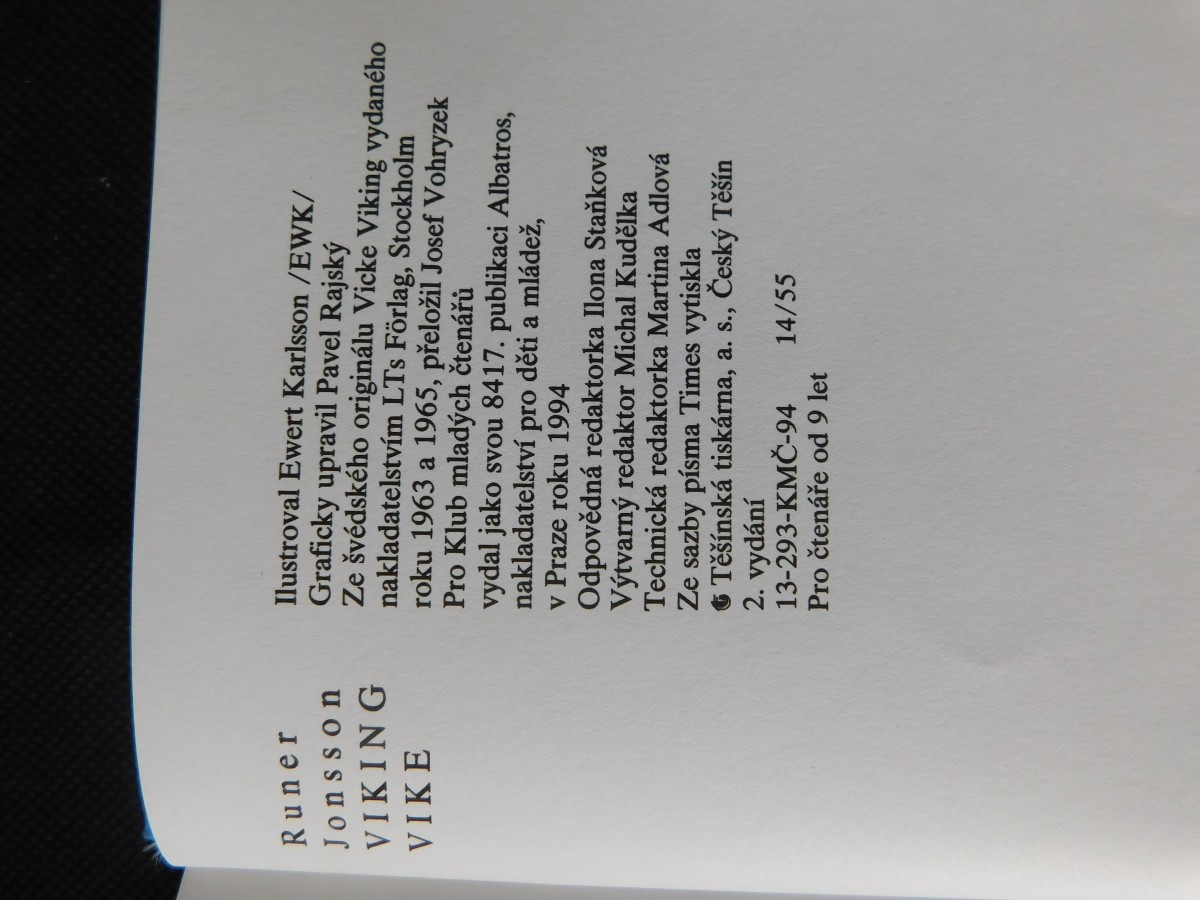 Runer
Jonsson
VIKING
VIKE
Ilustroval Ewert Karlsson /EWK/
Graficky upravil Pavel Rajský
Ze švédského originálu Vicke Viking vydaného
nakladatelstvím LTs Förlag, Stockholm
roku 1963 a 1965, přeložil Josef Vohryzek
Pro Klub mladých čtenářů
vydal jako svou 8417. publikaci Albatros,
nakladatelství pro děti a mládež,
v Praze roku 1994
Odpovědná redaktorka Ilona Staňková
Výtvarný redaktor Michal Kudělka
Technická redaktorka Martina Adlová
Ze sazby písma Times vytiskla
Těšínská tiskárna, a. s., Český Těšín
2. vydání
13-293-KMČ-94 14/55
Pro čtenáře od 9 let